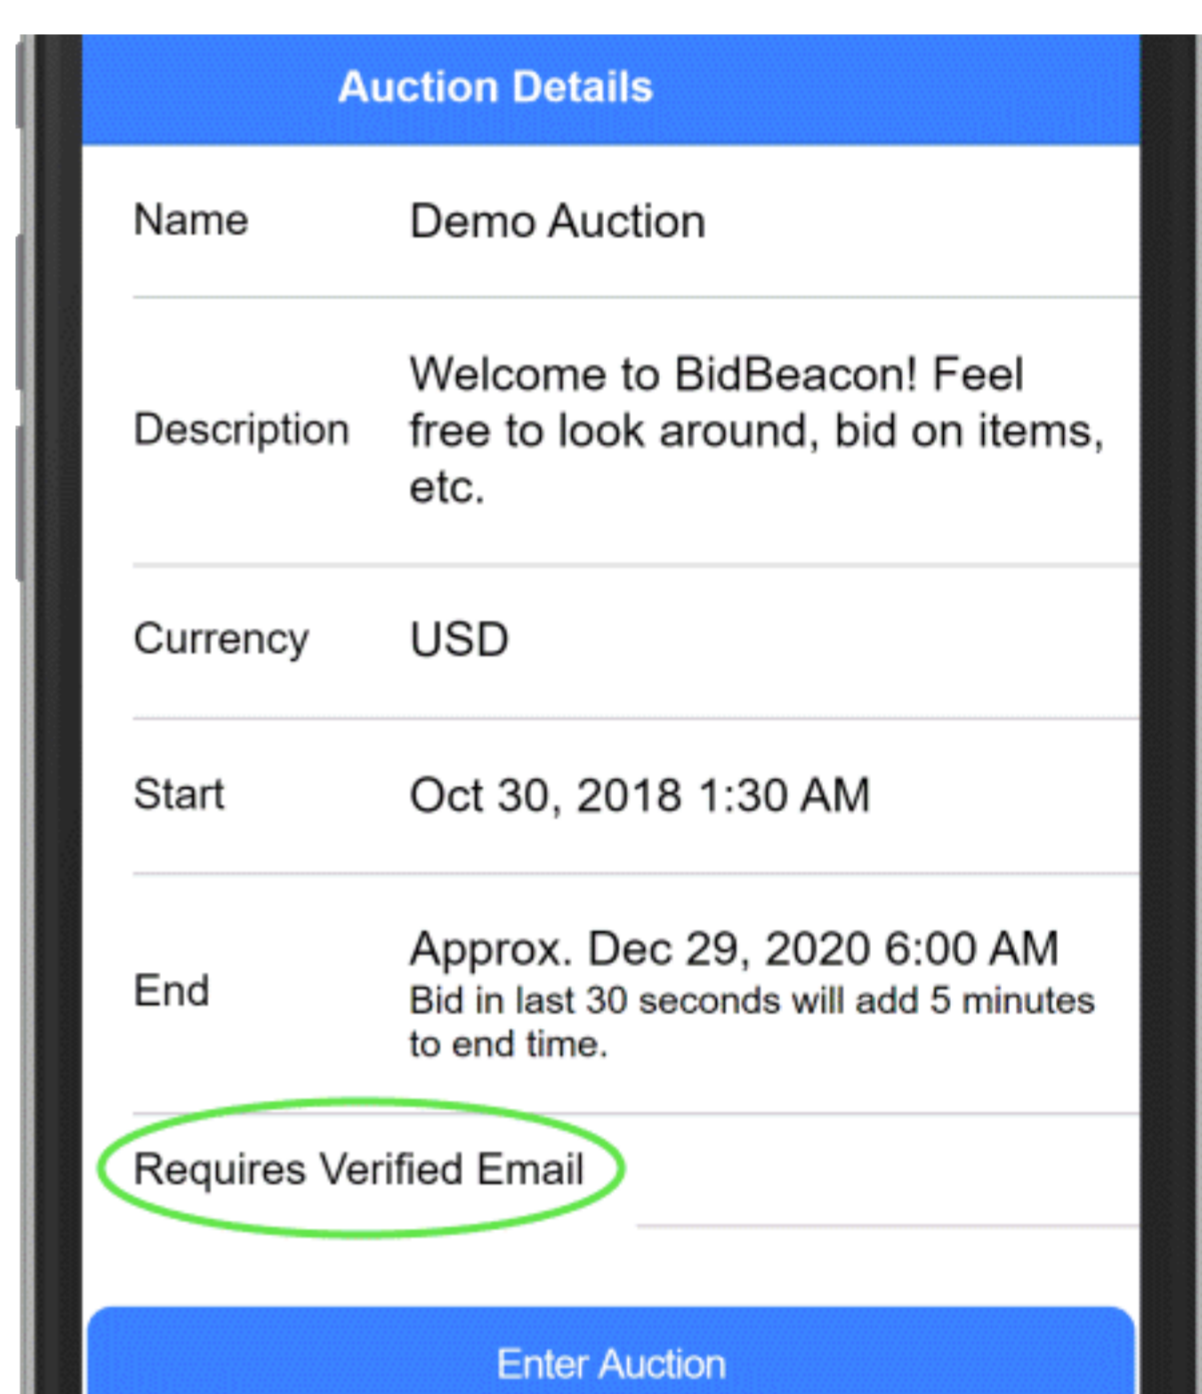 Auction Details
Name
Demo Auction
Description
Welcome to BidBeacon! Feel
free to look around, bid on items,
etc.
Currency
USD
Start
Oct 30, 2018 1:30 AM
End
Approx. Dec 29, 2020 6:00 AM
Bid in last 30 seconds will add 5 minutes
to end time.
Requires Verified Email
Enter Auction